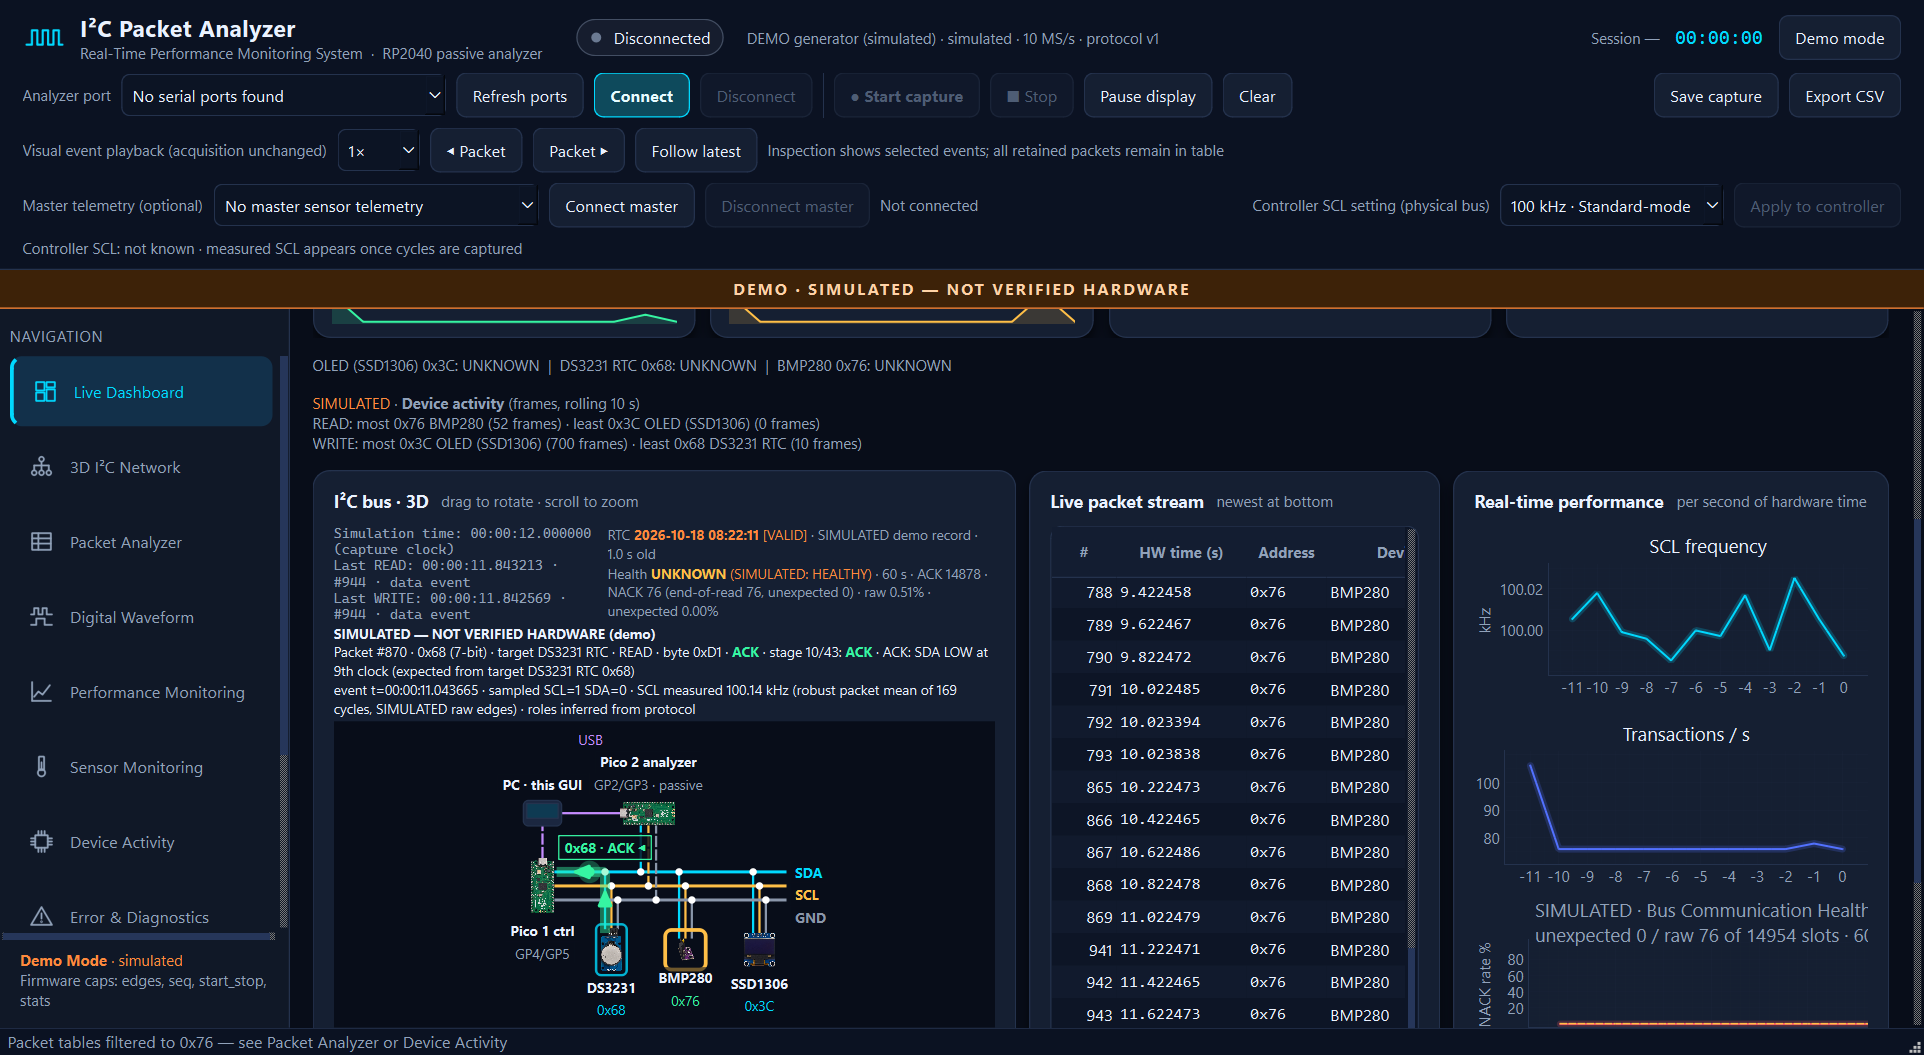 I²C Packet Analyzer
Real-Time Performance Monitoring System · RP2040 passive analyzer
Disconnected
DEMO generator (simulated) · simulated · 10 MS/s · protocol v1
Session —
00:00:00
Demo mode
Analyzer port
No serial ports found
Refresh ports
Connect
Disconnect
● Start capture
■ Stop
Pause display
Clear
Save capture
Export CSV
Visual event playback (acquisition unchanged)
1×
◂ Packet
Packet ▸
Follow latest
Inspection shows selected events; all retained packets remain in table
Master telemetry (optional)
No master sensor telemetry
Connect master
Disconnect master
Not connected
Controller SCL setting (physical bus)
100 kHz · Standard-mode
Apply to controller
Controller SCL: not known · measured SCL appears once cycles are captured
DEMO · SIMULATED — NOT VERIFIED HARDWARE
NAVIGATION
Live Dashboard
3D I²C Network
Packet Analyzer
Digital Waveform
Performance Monitoring
Sensor Monitoring
Device Activity
Error & Diagnostics
Demo Mode · simulated
Firmware caps: edges, seq, start_stop,
stats
OLED (SSD1306) 0x3C: UNKNOWN | DS3231 RTC 0x68: UNKNOWN | BMP280 0x76: UNKNOWN
SIMULATED · Device activity (frames, rolling 10 s)
READ: most 0x76 BMP280 (52 frames) · least 0x3C OLED (SSD1306) (0 frames)
WRITE: most 0x3C OLED (SSD1306) (700 frames) · least 0x68 DS3231 RTC (10 frames)
I²C bus · 3D
drag to rotate · scroll to zoom
Simulation time: 00:00:12.000000
(capture clock)
Last READ: 00:00:11.843213 ·
#944 · data event
Last WRITE: 00:00:11.842569 ·
#944 · data event
RTC 2026-10-18 08:22:11 [VALID] · SIMULATED demo record ·
1.0 s old
Health UNKNOWN (SIMULATED: HEALTHY) · 60 s · ACK 14878 ·
NACK 76 (end-of-read 76, unexpected 0) · raw 0.51% ·
unexpected 0.00%
SIMULATED — NOT VERIFIED HARDWARE (demo)
Packet #870 · 0x68 (7-bit) · target DS3231 RTC · READ · byte 0xD1 · ACK · stage 10/43: ACK · ACK: SDA LOW at
9th clock (expected from target DS3231 RTC 0x68)
event t=00:00:11.043665 · sampled SCL=1 SDA=0 · SCL measured 100.14 kHz (robust packet mean of 169
cycles, SIMULATED raw edges) · roles inferred from protocol
USB
Pico 2 analyzer
PC · this GUI
GP2/GP3 · passive
0x68 · ACK ◂
SDA
SCL
GND
Pico 1 ctrl
GP4/GP5
DS3231
0x68
BMP280
0x76
SSD1306
0x3C
Live packet stream
newest at bottom
# HW time (s) Address Dev
788 9.422458 0x76 BMP280
789 9.622467 0x76 BMP280
790 9.822472 0x76 BMP280
791 10.022485 0x76 BMP280
792 10.023394 0x76 BMP280
793 10.023838 0x76 BMP280
865 10.222473 0x76 BMP280
866 10.422465 0x76 BMP280
867 10.622486 0x76 BMP280
868 10.822478 0x76 BMP280
869 11.022479 0x76 BMP280
941 11.222471 0x76 BMP280
942 11.422465 0x76 BMP280
943 11.622473 0x76 BMP280
Real-time performance
per second of hardware time
SCL frequency
kHz
100.02
100.00
-11 -10 -9 -8 -7 -6 -5 -4 -3 -2 -1 0
Transactions / s
100
90
80
-11 -10 -9 -8 -7 -6 -5 -4 -3 -2 -1 0
SIMULATED · Bus Communication Health
unexpected 0 / raw 76 of 14954 slots · 60
NACK rate %
80
60
40
20
Packet tables filtered to 0x76 — see Packet Analyzer or Device Activity